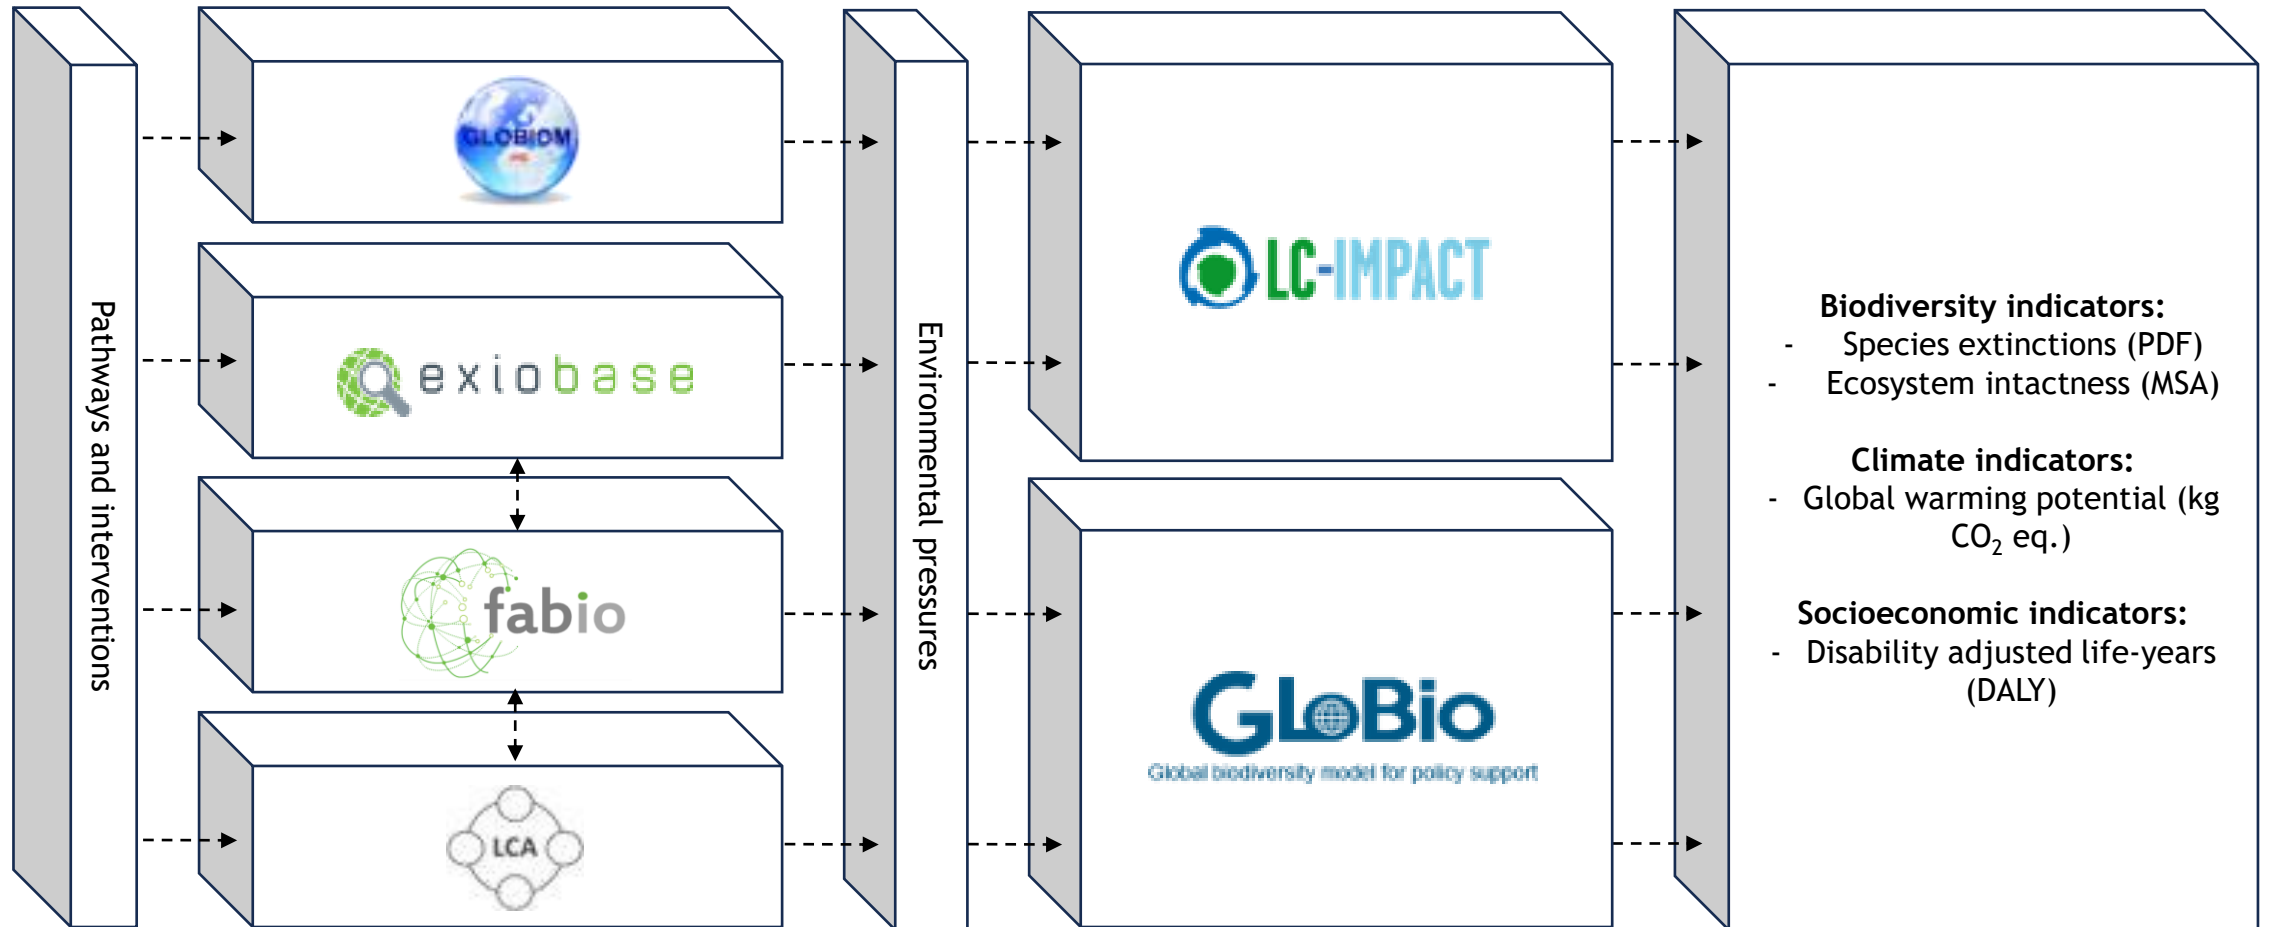 Pathways and interventions
GLOBIOM
exiobase
fabio
LCA
Environmental pressures
LC-IMPACT
GLOBIO
Global biodiversity model for policy support
Biodiversity indicators:
- Species extinctions (PDF)
- Ecosystem intactness (MSA)
Climate indicators:
- Global warming potential (kg
CO₂ eq.)
Socioeconomic indicators:
- Disability adjusted life-years
(DALY)